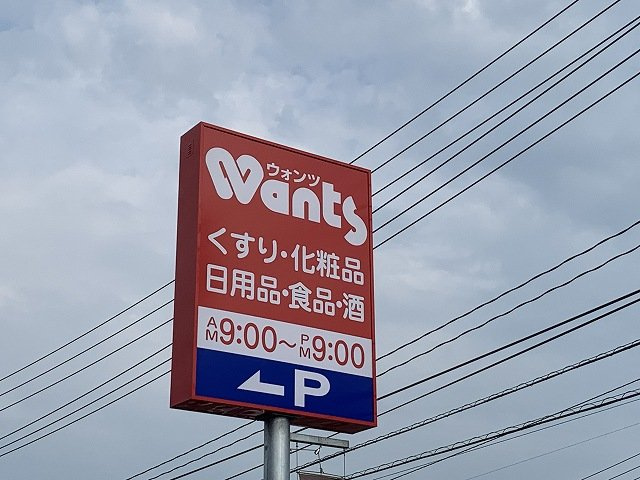 ウォンツ
Wants
くすり・化粧品
日用品・食品・酒
AM9:00～PM9:00
P